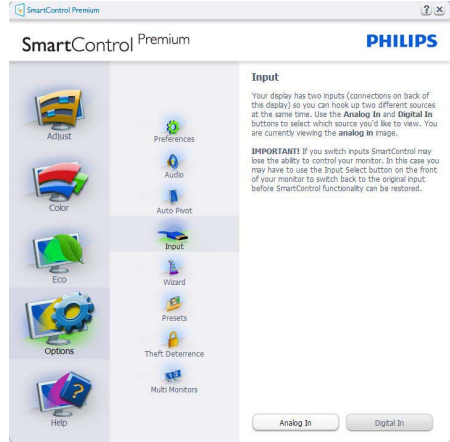 SmartControl Premium
SmartControl Premium
PHILIPS
Adjust
Color
Eco
Options
Help
Preferences
Audio
Auto Pivot
Input
Wizard
Presets
Theft Deterrence
Multi Monitors
Input
Your display has two inputs (connections on back of
this display) so you can hook up two different sources
at the same time. Use the Analog In and Digital In
buttons to select which source you'd like to view. You
are currently viewing the analog in image.
IMPORTANT! If you switch inputs SmartControl may
lose the ability to control your monitor. In this case you
may have to use the Input Select button on the front
of your monitor to switch back to the original input
before SmartControl functionality can be restored.
Analog In
Digital In